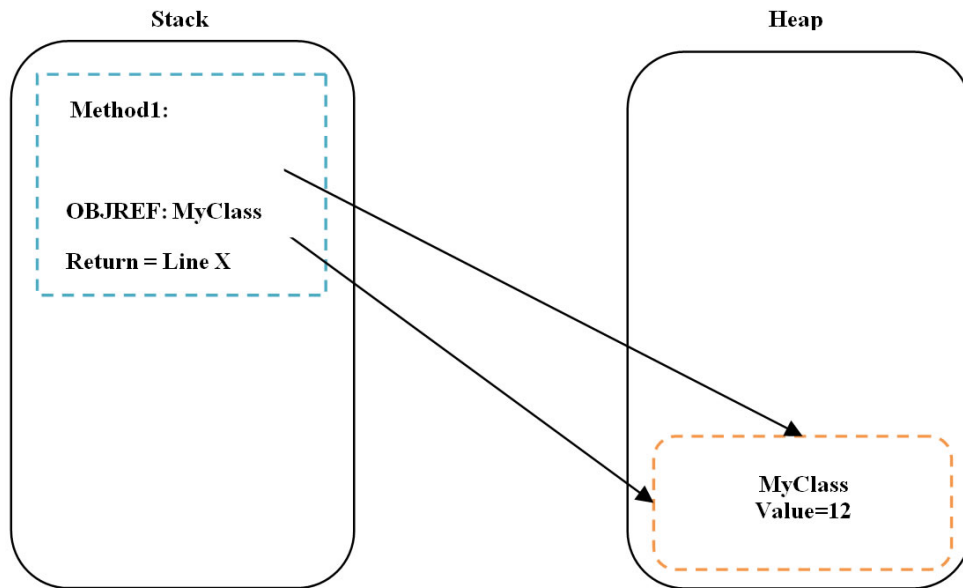 Stack
Heap
Method1:
OBJREF: MyClass
Return = Line X
MyClass
Value=12